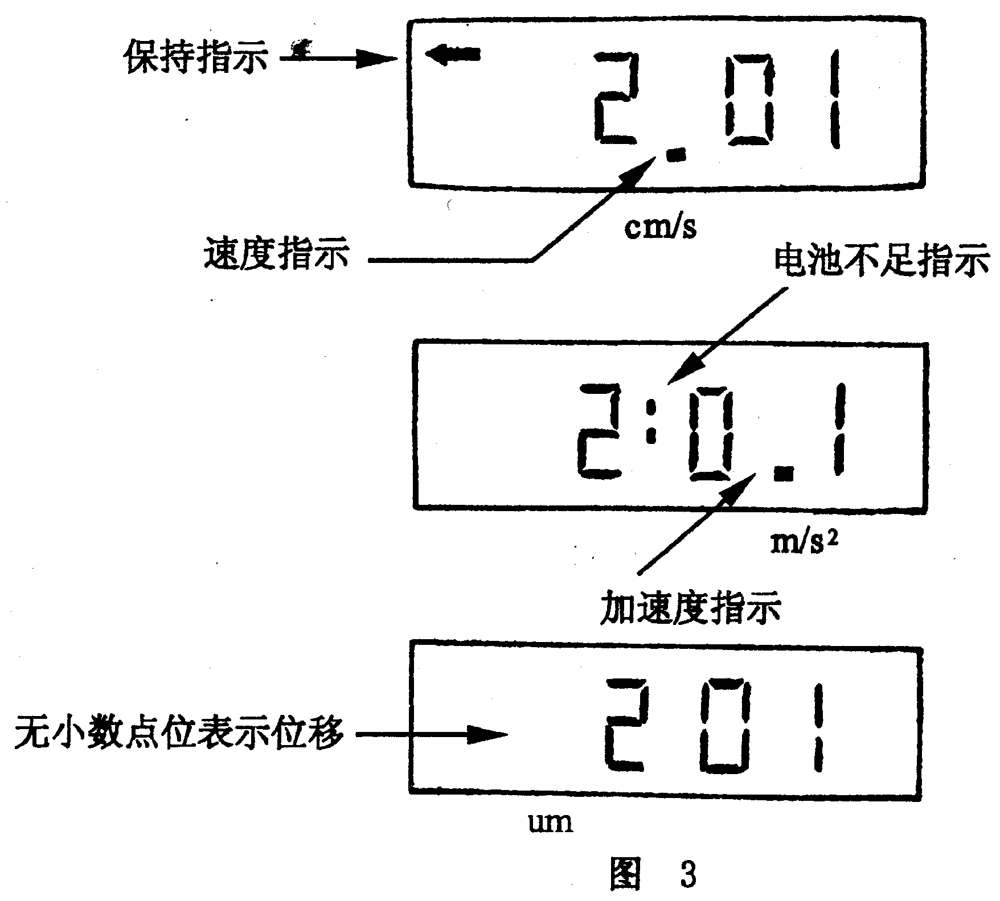 保持指示
2.01
cm/s
速度指示
电池不足指示
2:0.1
m/s²
加速度指示
无小数点位表示位移
201
um
图 3